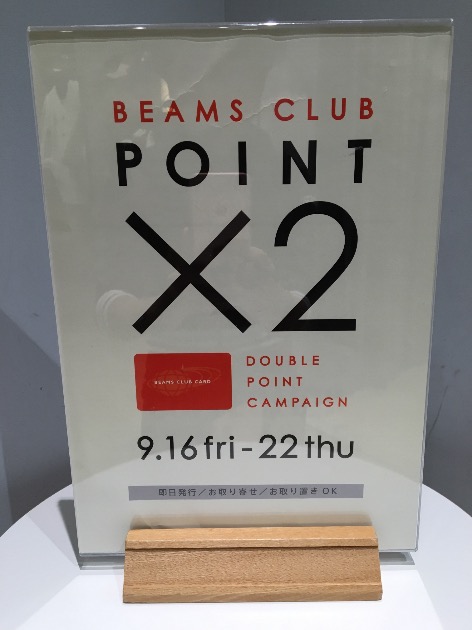 BEAMS CLUB
POINT
×2
BEAMS CLUB CARD
DOUBLE
POINT
CAMPAIGN
9.16 fri - 22 thu
即日発行／お取り寄せ／お取り置き OK